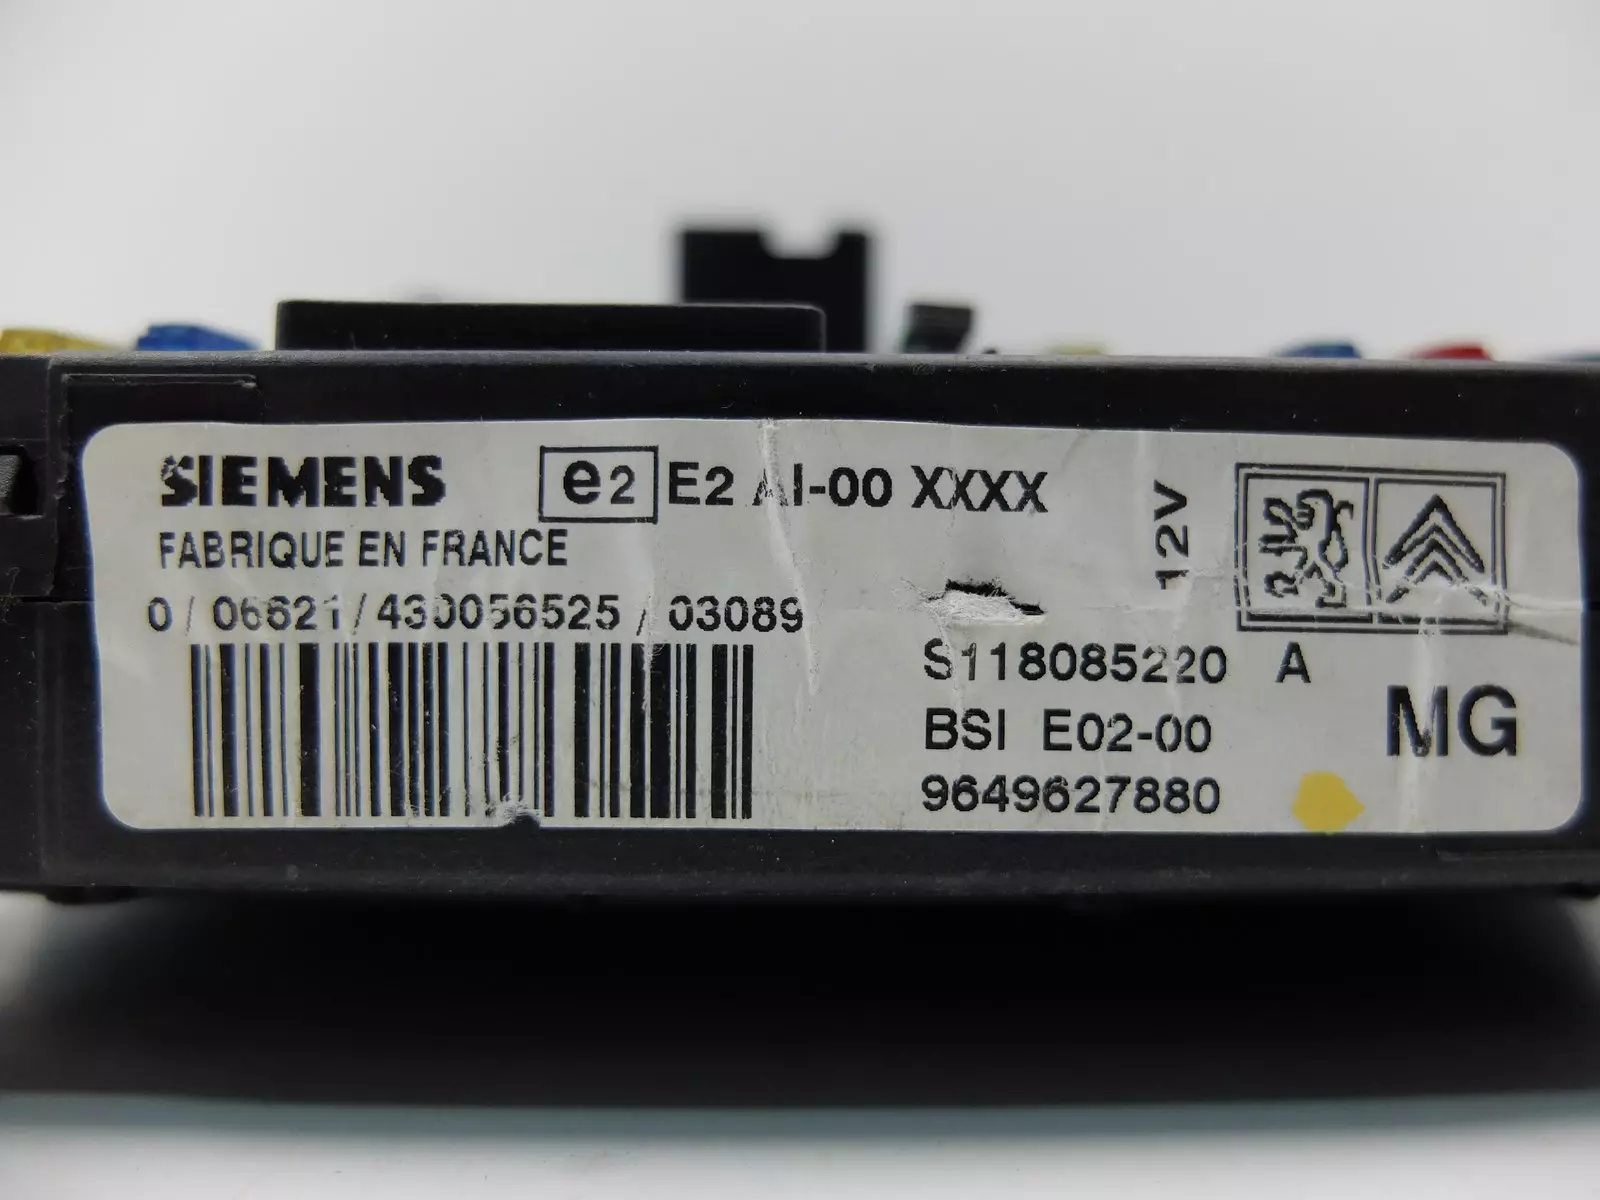 SIEMENS e2 E2 AI-00 XXXX
FABRIQUE EN FRANCE
12V
0 / 06621 / 430056525 / 03089
S118085220 A
BSI E02-00
MG
9649627880